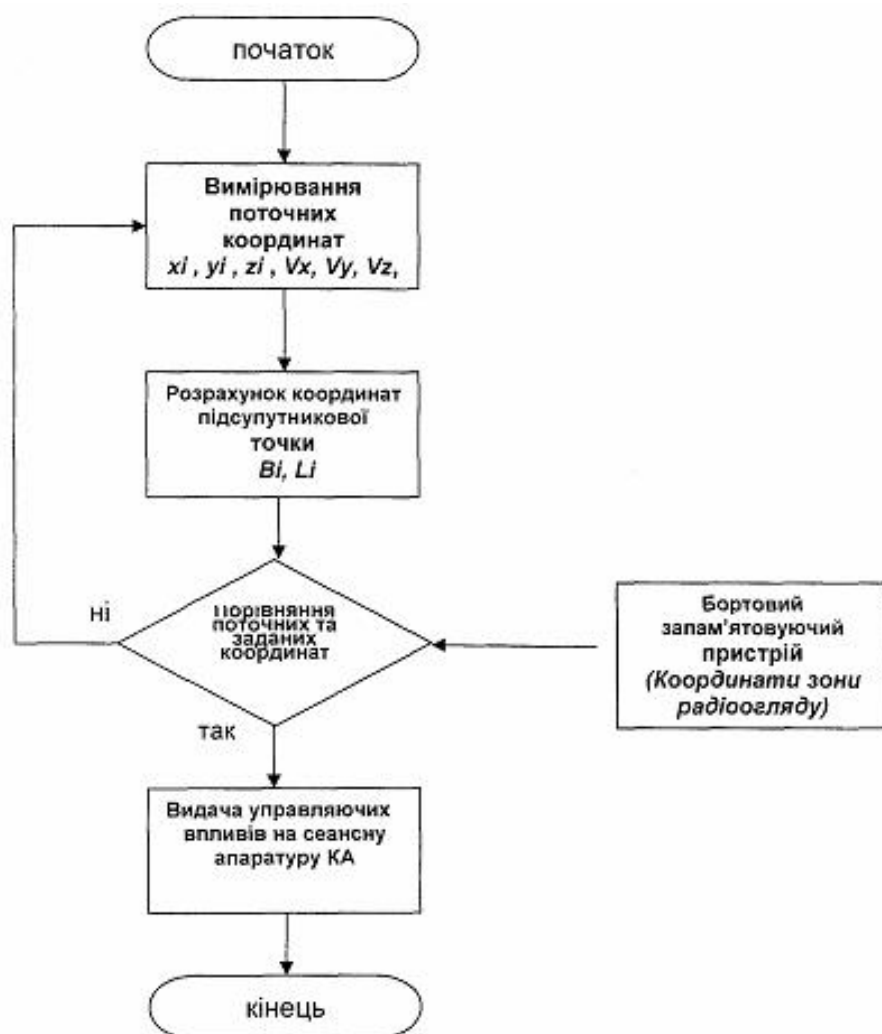 початок
Вимірювання
поточних
координат
xi , yi , zi , Vx, Vy, Vz,
Розрахунок координат
підсупутникової
точки
Bi, Li
ні
Порівняння
поточних та
заданих
координат
Бортовий
запам'ятовуючий
пристрій
(Координати зони
радіоогляду)
так
Видача управляючих
впливів на сеансну
апаратуру КА
кінець